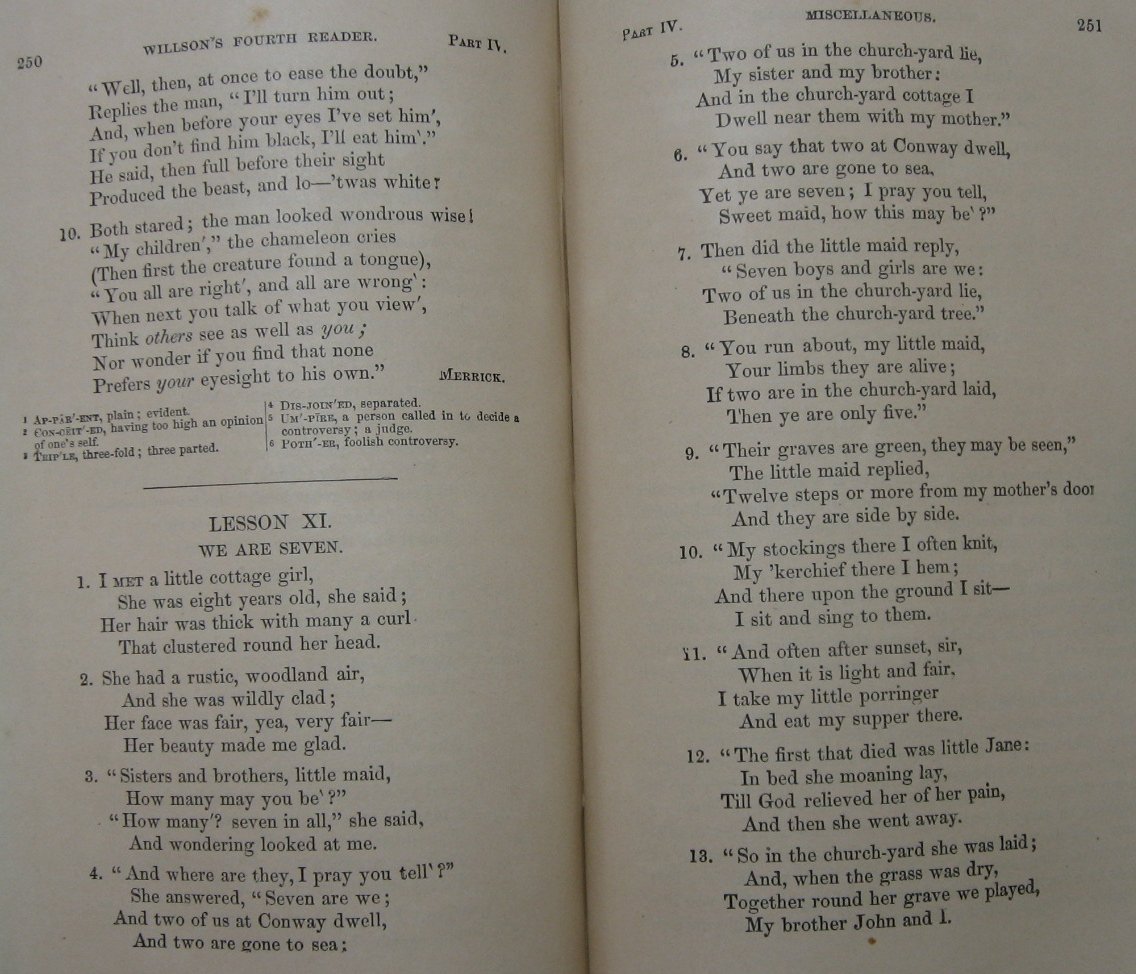 250
WILLSON'S FOURTH READER.
PART IV.
“Well, then, at once to ease the doubt,”
Replies the man, “I'll turn him out;
And, when before your eyes I've set him′,
If you don't find him black, I'll eat him‵.”
He said, then full before their sight
Produced the beast, and lo—'twas white!
10. Both stared; the man looked wondrous wise!
“My children′,” the chameleon cries
(Then first the creature found a tongue),
“You all are right′, and all are wrong‵:
When next you talk of what you view′,
Think others see as well as you;
Nor wonder if you find that none
Prefers your eyesight to his own.”
MERRICK.
1 AP-PÂR′-ENT, plain; evident.
2 CON-CĒIT′-ED, having too high an opinion
of one's self.
3 TRIP′LE, three-fold; three parted.
4 DIS-JOIN′ED, separated.
5 UM′-PĪRE, a person called in to decide a
controversy; a judge.
6 POTH′-ER, foolish controversy.
LESSON XI.
WE ARE SEVEN.
1. I MET a little cottage girl,
She was eight years old, she said;
Her hair was thick with many a curl
That clustered round her head.
2. She had a rustic, woodland air,
And she was wildly clad;
Her face was fair, yea, very fair—
Her beauty made me glad.
3. “Sisters and brothers, little maid,
How many may you be‵?”
“How many′? seven in all,” she said,
And wondering looked at me.
4. “And where are they, I pray you tell‵?”
She answered, “Seven are we;
And two of us at Conway dwell,
And two are gone to sea;
PART IV.
MISCELLANEOUS.
251
5. “Two of us in the church-yard lie,
My sister and my brother:
And in the church-yard cottage I
Dwell near them with my mother.”
6. “You say that two at Conway dwell,
And two are gone to sea,
Yet ye are seven; I pray you tell,
Sweet maid, how this may be‵?”
7. Then did the little maid reply,
“Seven boys and girls are we:
Two of us in the church-yard lie,
Beneath the church-yard tree.”
8. “You run about, my little maid,
Your limbs they are alive;
If two are in the church-yard laid,
Then ye are only five.”
9. “Their graves are green, they may be seen,”
The little maid replied,
“Twelve steps or more from my mother's door
And they are side by side.
10. “My stockings there I often knit,
My 'kerchief there I hem;
And there upon the ground I sit—
I sit and sing to them.
11. “And often after sunset, sir,
When it is light and fair,
I take my little porringer
And eat my supper there.
12. “The first that died was little Jane:
In bed she moaning lay,
Till God relieved her of her pain,
And then she went away.
13. “So in the church-yard she was laid;
And, when the grass was dry,
Together round her grave we played,
My brother John and I.